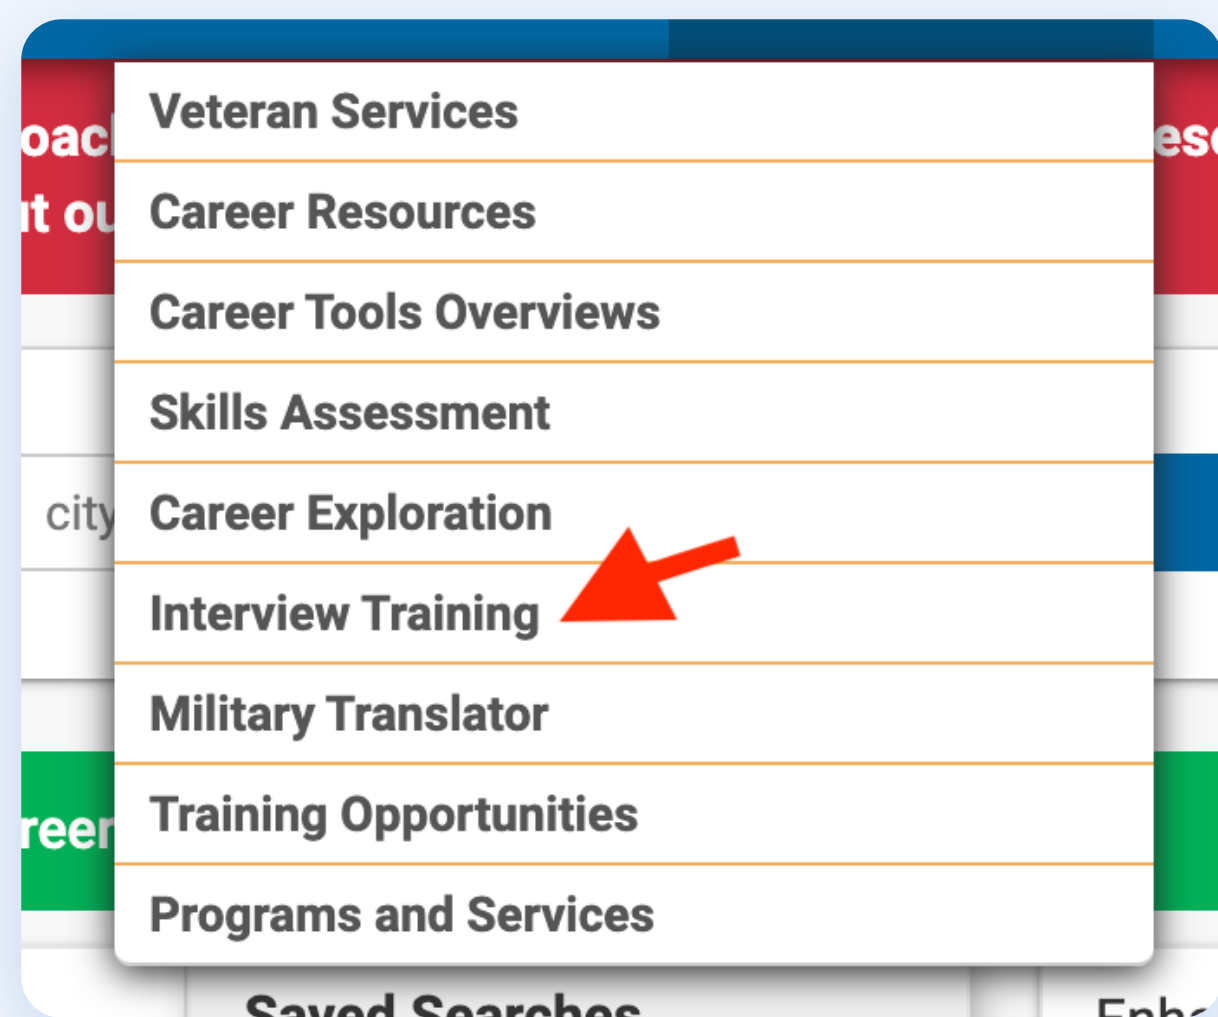 Veteran Services
Career Resources
Career Tools Overviews
Skills Assessment
city
Career Exploration
Interview Training
Military Translator
Training Opportunities
Programs and Services
Saved Searches